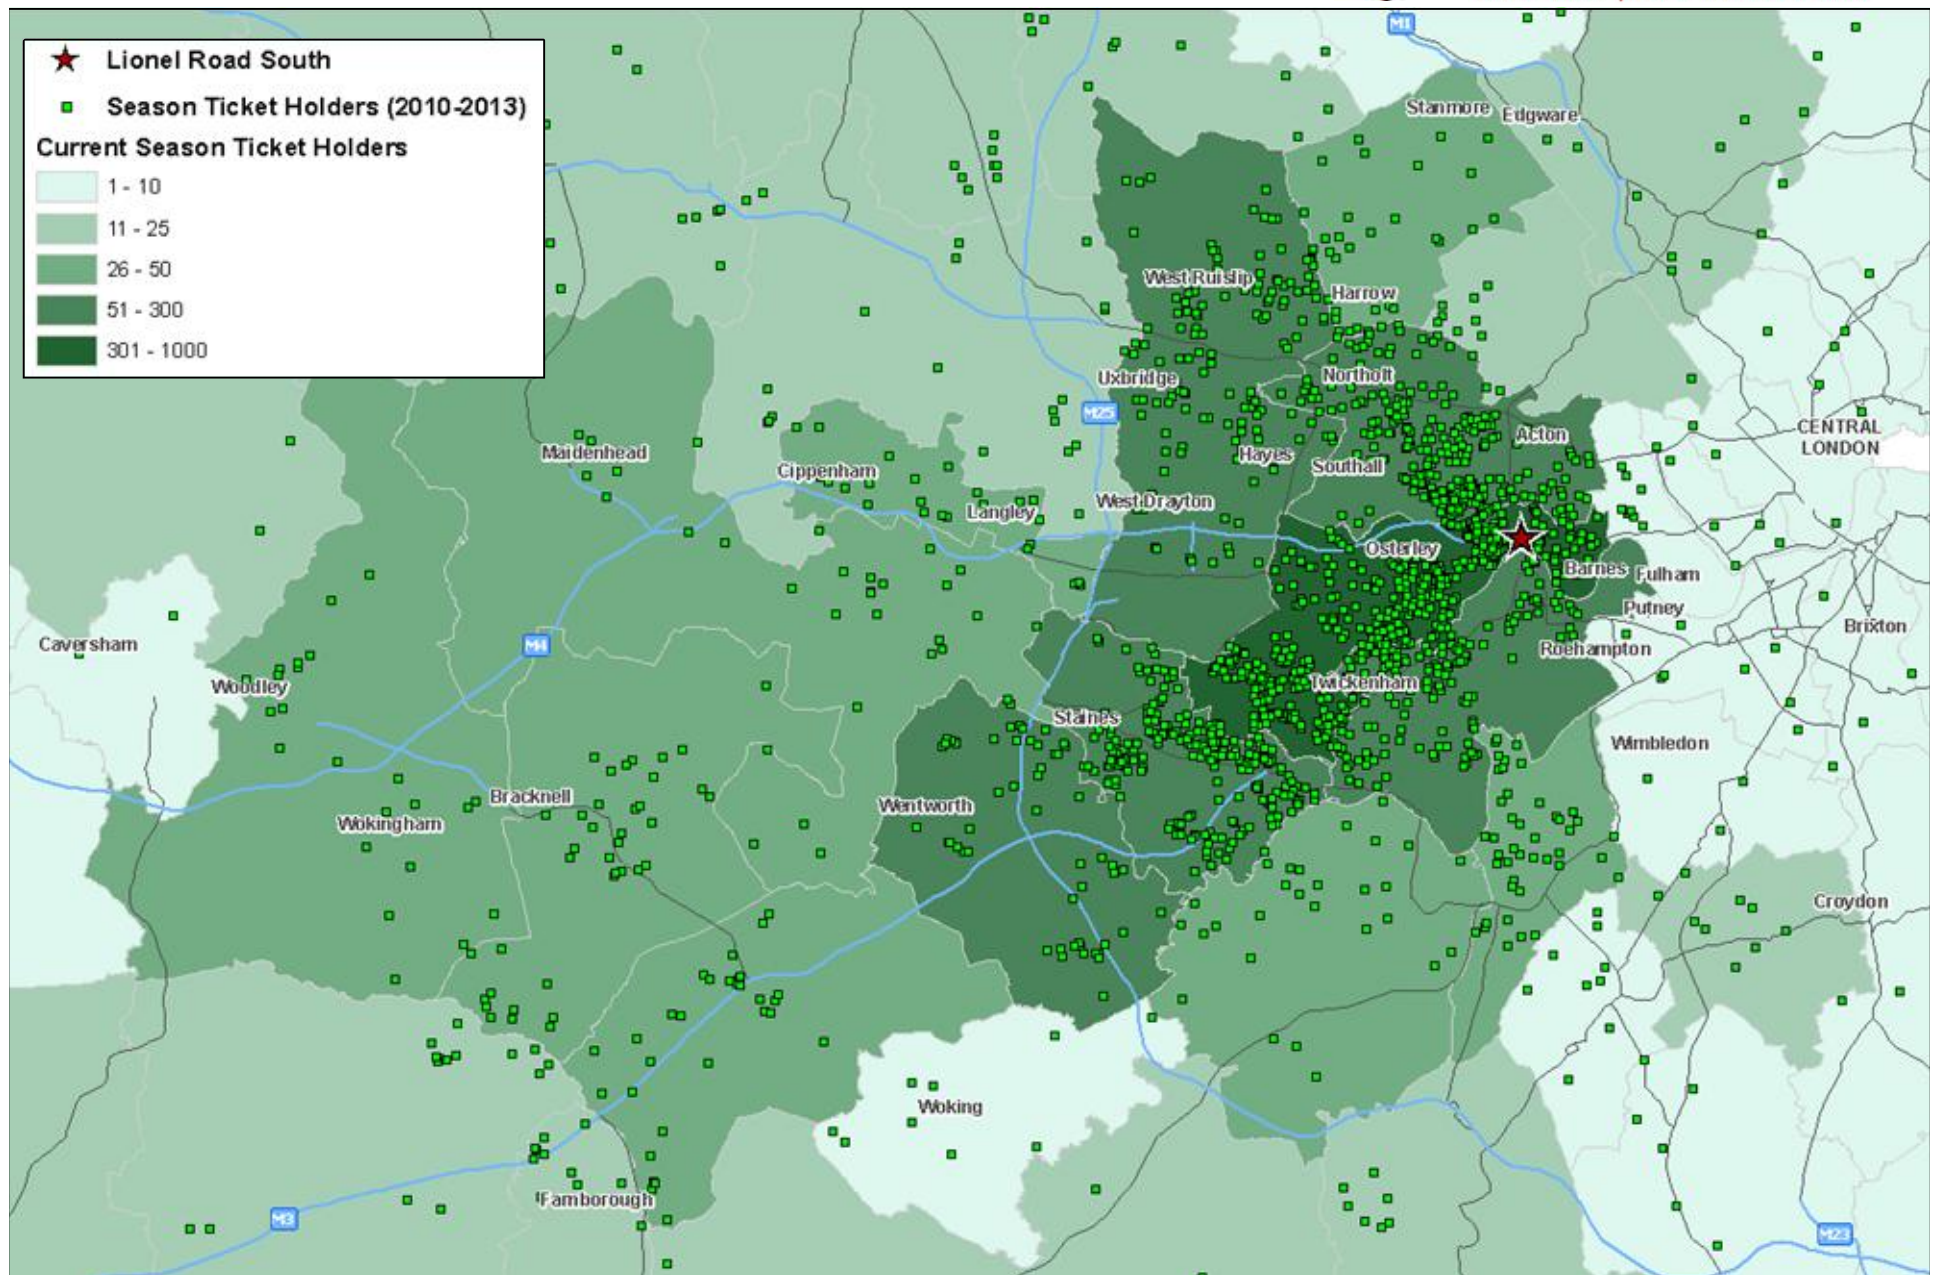 Lionel Road South
Season Ticket Holders (2010-2013)
Current Season Ticket Holders
1 - 10
11 - 25
26 - 50
51 - 300
301 - 1000
M1
Stanmore
Edgware
West Ruislip
Harrow
Uxbridge
Northolt
M25
Acton
CENTRAL
LONDON
Maidenhead
Cippenham
Hayes
Southall
Langley
West Drayton
Osterley
Barnes
Fulham
Putney
Brixton
Caversham
M4
Roehampton
Woodley
Twickenham
Staines
Wimbledon
Bracknell
Wentworth
Wokingham
Croydon
Woking
Farnborough
M3
M23